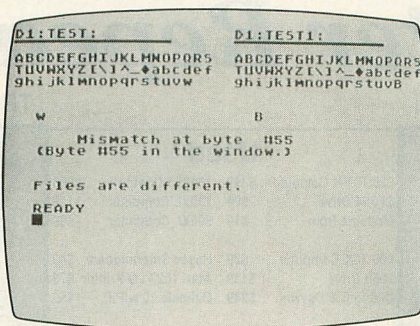 D1:TEST: D1:TEST1:
ABCDEFGHIJKLMNOPQRS ABCDEFGHIJKLMNOPQRS
TUVWXYZ[\]^_♦abcdef TUVWXYZ[\]^_♦abcdef
ghijklmnopqrstuvw ghijklmnopqrstuvB
w B
Mismatch at byte #55
(Byte #55 in the window.)
Files are different.
READY